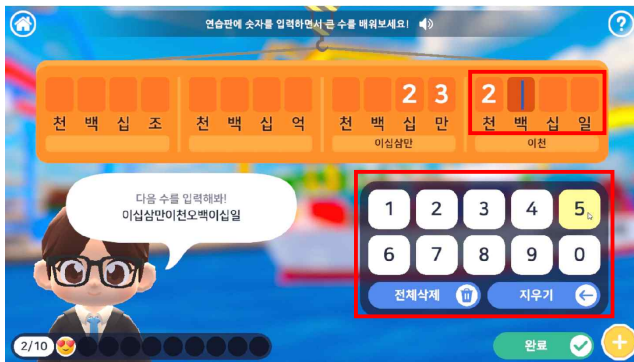 연습판에 숫자를 입력하면서 큰 수를 배워보세요!
?
2 3 2
천 백 십 조 천 백 십 억 천 백 십 만 천 백 십 일
이십삼만 이천
다음 수를 입력해봐!
이십삼만이천오백이십일
1 2 3 4 5
6 7 8 9 0
전체삭제 지우기
2/10
완료
+